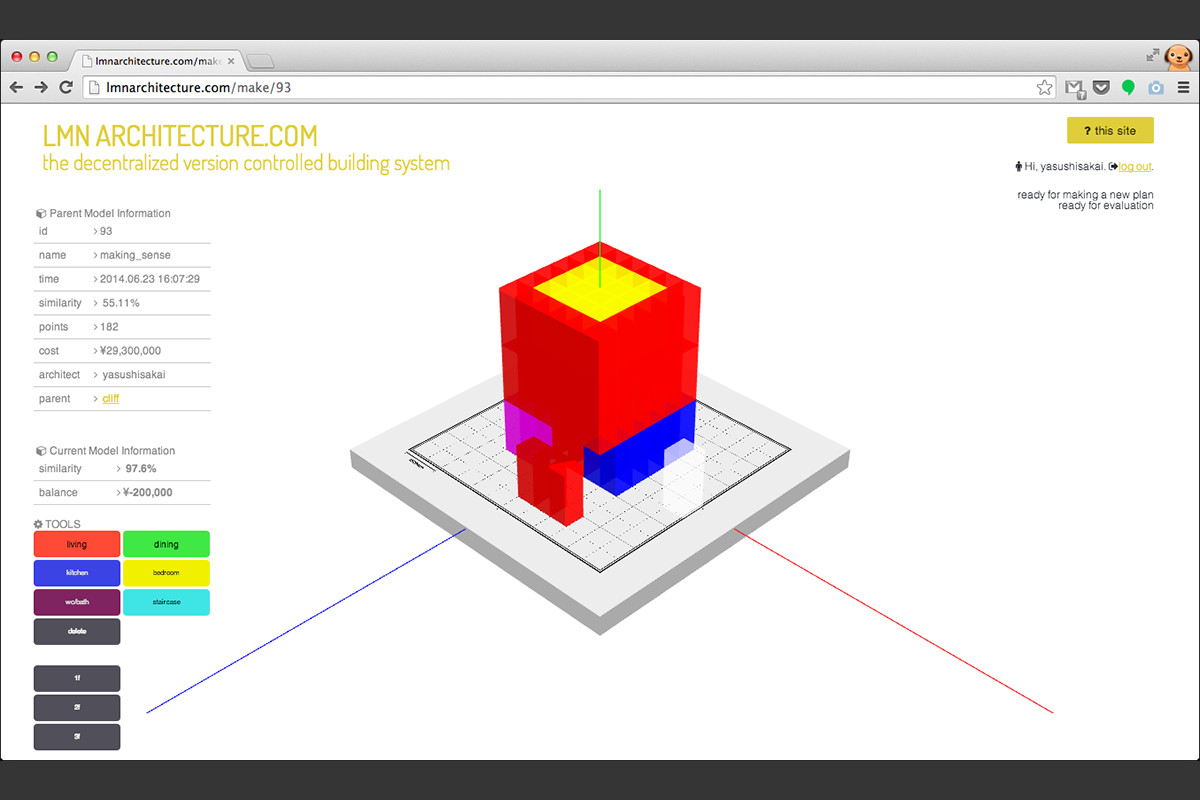 lmnarchitecture.com/make
lmnarchitecture.com/make/93
LMN ARCHITECTURE.COM
the decentralized version controlled building system
? this site
Hi, yasushisakai. log out.
ready for making a new plan
ready for evaluation
Parent Model Information
id > 93
name > making_sense
time > 2014.06.23 16:07:29
similarity > 55.11%
points > 182
cost > ¥29,300,000
architect > yasushisakai
parent > cliff
Current Model Information
similarity > 97.6%
balance > ¥-200,000
TOOLS
living dining
kitchen bedroom
wc/bath staircase
delete
1f
2f
3f